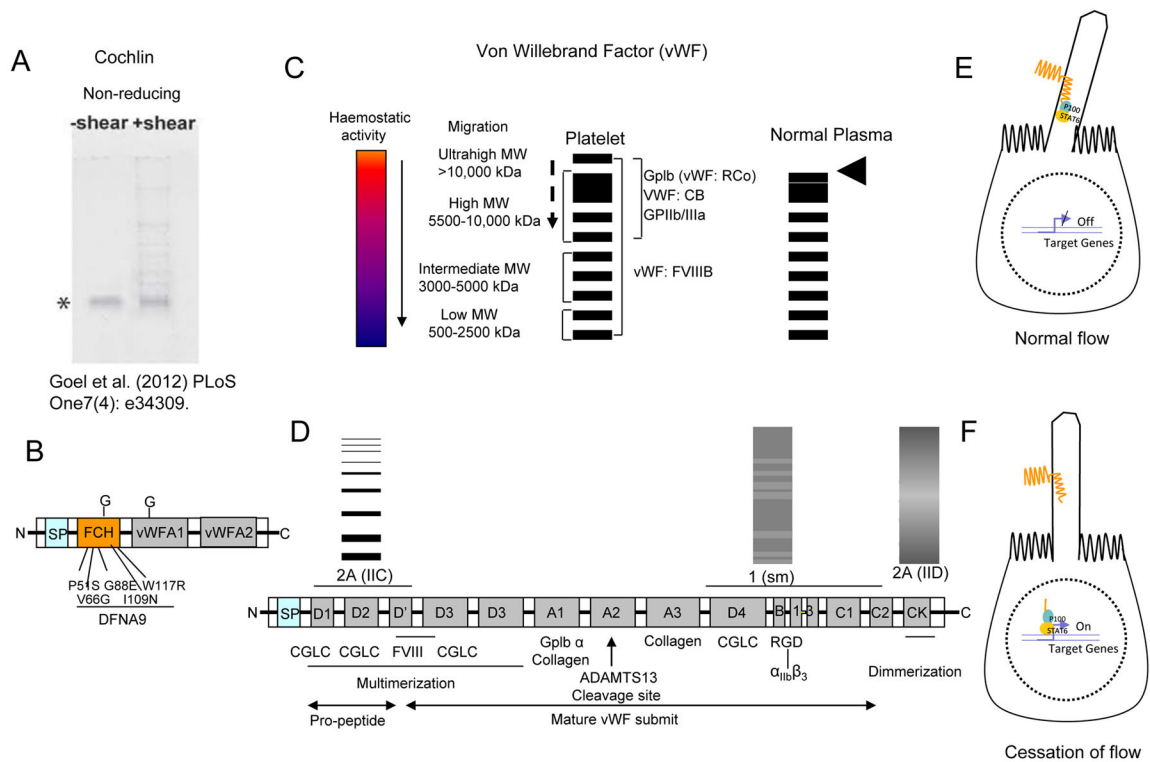 A
Cochlin
Non-reducing
-shear +shear
*
Goel et al. (2012) PLoS
One7(4): e34309.
B
G G
N SP FCH vWFA1 vWFA2 C
P51S G88E W117R
V66G I109N
DFNA9
Von Willebrand Factor (vWF)
C
Haemostatic
activity
Migration
Ultrahigh MW
>10,000 kDa
High MW
5500-10,000 kDa
Intermediate MW
3000-5000 kDa
Low MW
500-2500 kDa
Platelet
Gplb (vWF: RCo)
VWF: CB
GPIIb/IIIa
vWF: FVIIIB
Normal Plasma
D
2A (IIC)
1 (sm)
2A (IID)
N SP D1 D2 D' D3 D3 A1 A2 A3 D4 B 1-3 C1 C2 CK C
CGLC CGLC FVIII CGLC
Gplb α
Collagen
Collagen
CGLC
RGD
αIIbβ3
Multimerization
ADAMTS13
Cleavage site
Dimmerization
Pro-peptide
Mature vWF submit
E
P100
STAT6
Off
Target Genes
Normal flow
F
P100
STAT6
On
Target Genes
Cessation of flow